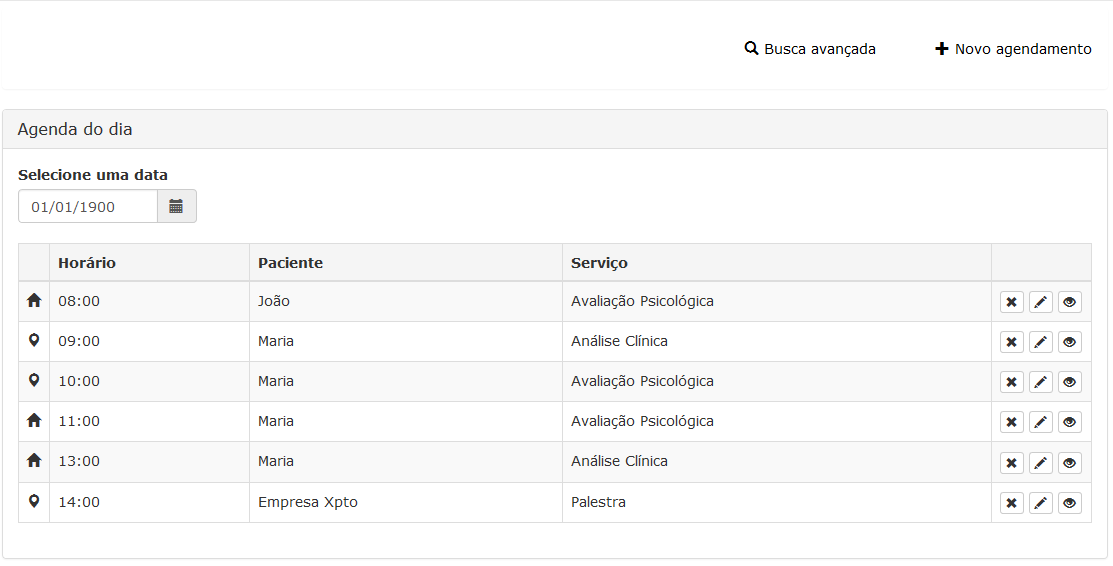 Busca avançada Novo agendamento
Agenda do dia
Selecione uma data
01/01/1900
Horário Paciente Serviço
08:00 João Avaliação Psicológica
09:00 Maria Análise Clínica
10:00 Maria Avaliação Psicológica
11:00 Maria Avaliação Psicológica
13:00 Maria Análise Clínica
14:00 Empresa Xpto Palestra